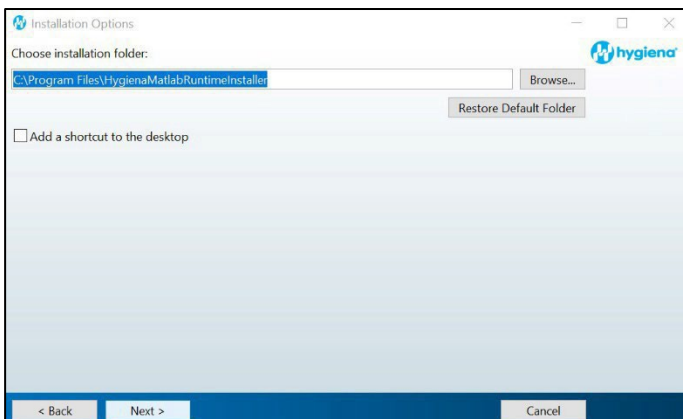 Installation Options
Choose installation folder:
hygiena
C:\Program Files\HygienaMatlabRuntimeInstaller
Browse...
Restore Default Folder
Add a shortcut to the desktop
< Back Next > Cancel